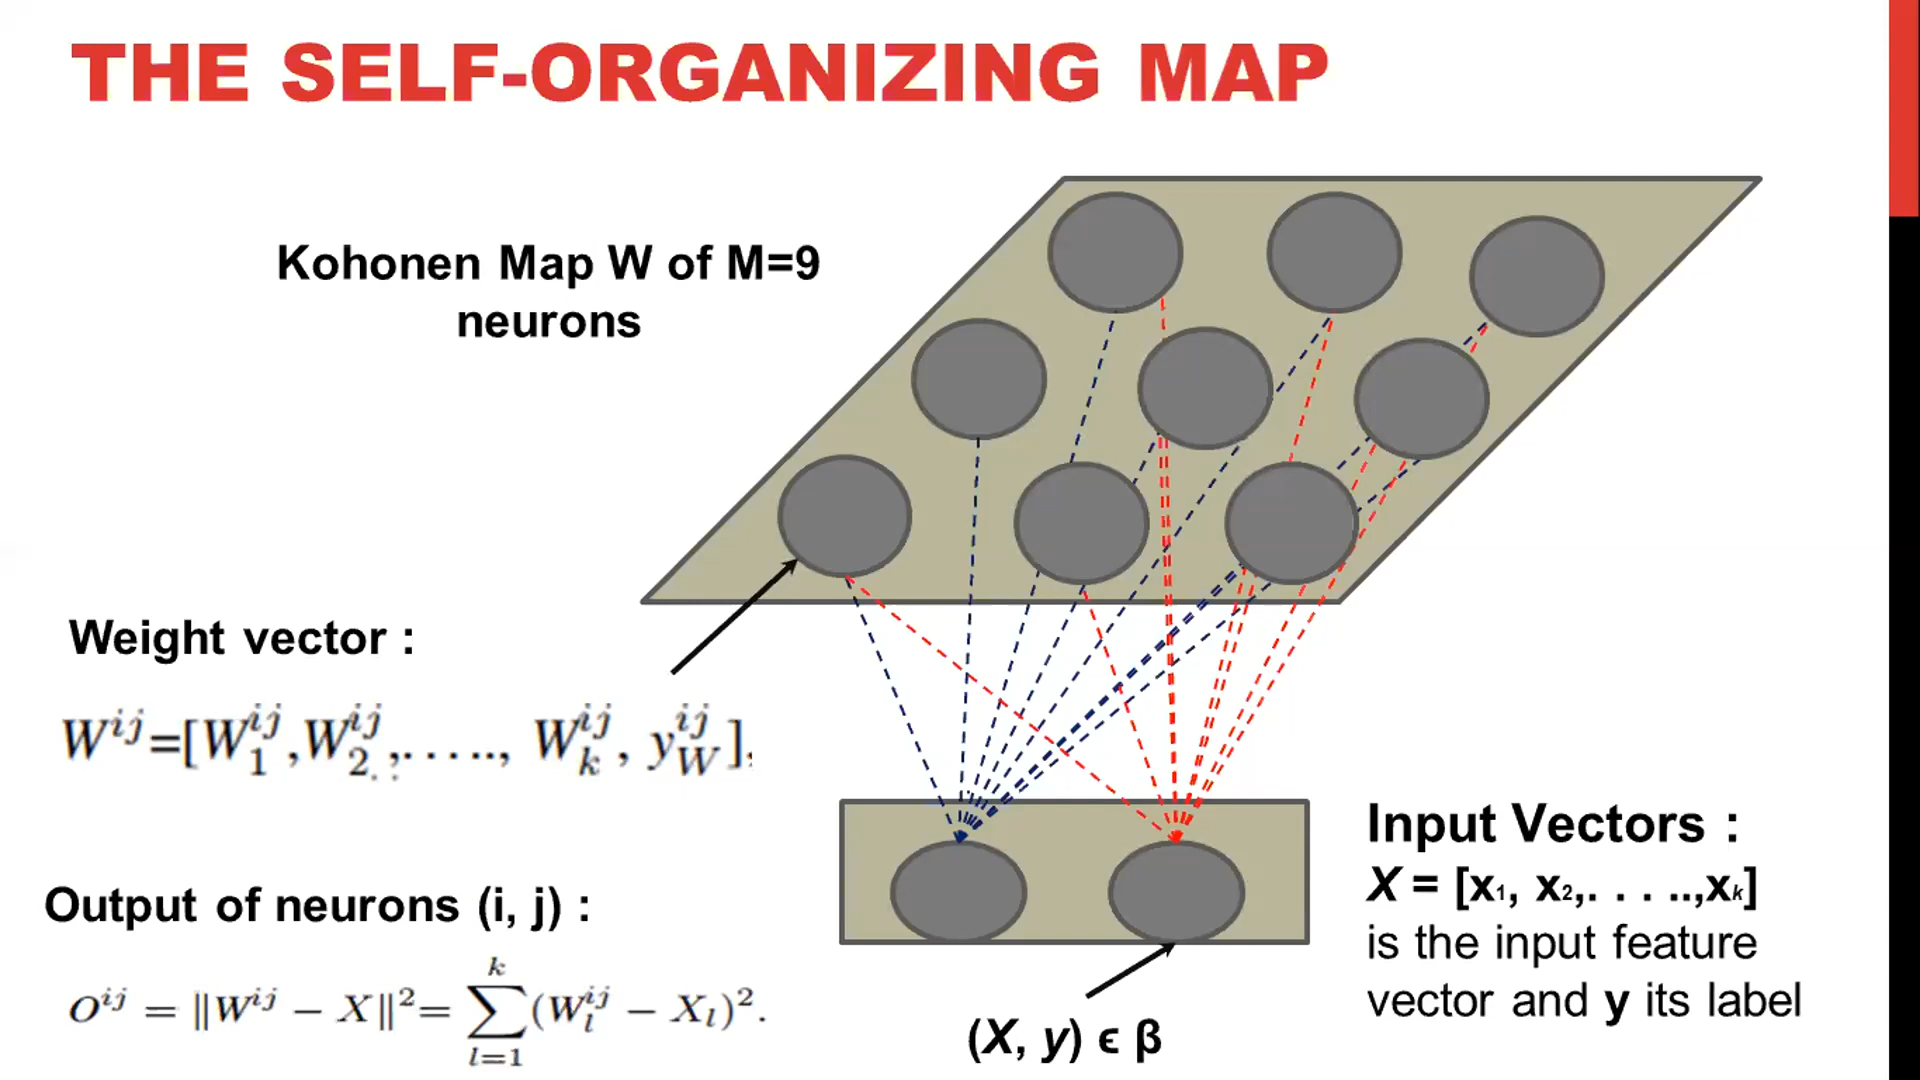 THE SELF-ORGANIZING MAP
Kohonen Map W of M=9
neurons
Weight vector :
W^{ij}=[W_1^{ij},W_2^{ij},....., W_k^{ij}, y_W^{ij}],
Output of neurons (i, j) :
O^{ij} = ‖W^{ij} − X‖^2= \sum_{l=1}^{k}(W_l^{ij} − X_l)^2.
(X, y) ϵ β
Input Vectors :
X = [x₁, x₂,. . . ..,xₖ]
is the input feature
vector and y its label